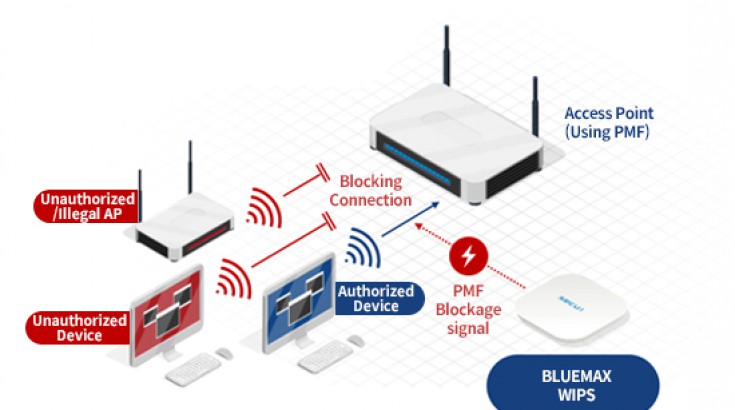 Access Point
(Using PMF)
Unauthorized
/Illegal AP
Blocking
Connection
Unauthorized
Device
Authorized
Device
PMF
Blockage
signal
SECUI
BLUEMAX
WIPS